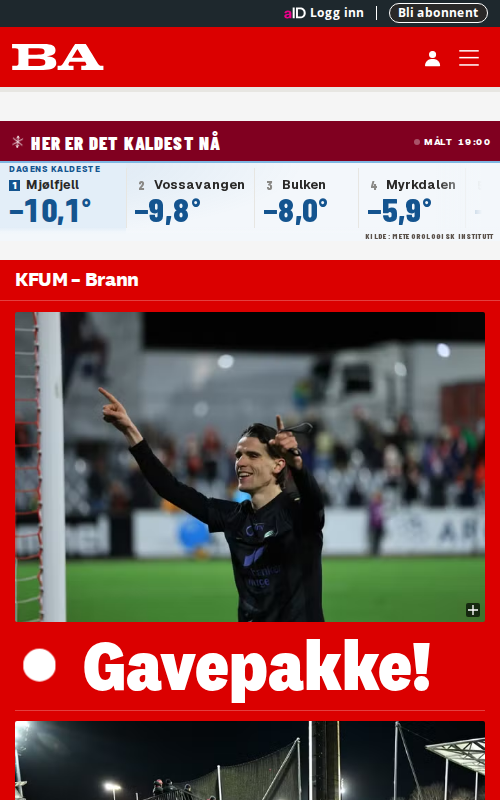 aID Logg inn
Bli abonnent
BA
HER ER DET KALDEST NÅ
MÅLT 19:00
DAGENS KALDESTE
1 Mjølfjell
2 Vossavangen
3 Bulken
4 Myrkdalen
-10,1°
-9,8°
-8,0°
-5,9°
KILDE: METEOROLOGISK INSTITUTT
KFUM – Brann
Gavepakke!